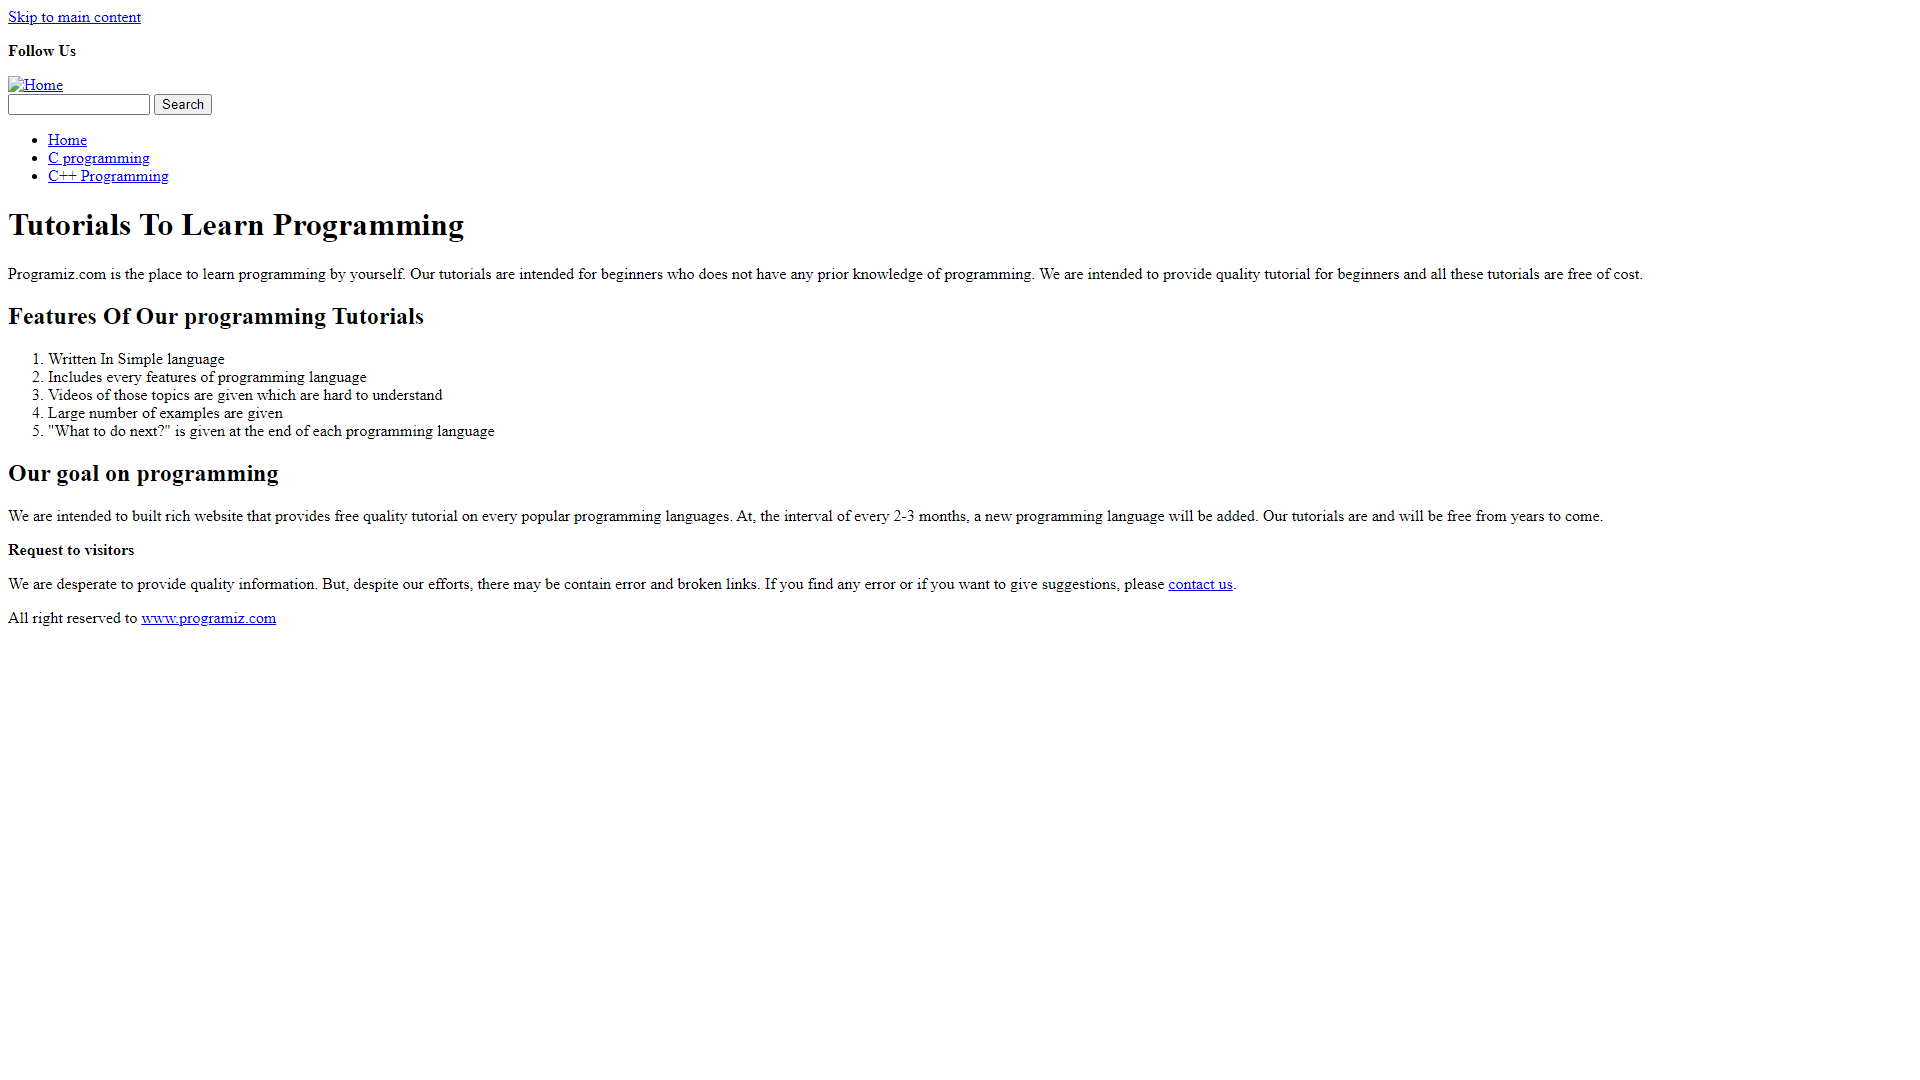 Skip to main content
Follow Us
Home
Search
Home
C programming
C++ Programming
Tutorials To Learn Programming
Programiz.com is the place to learn programming by yourself. Our tutorials are intended for beginners who does not have any prior knowledge of programming. We are intended to provide quality tutorial for beginners and all these tutorials are free of cost.
Features Of Our programming Tutorials
1. Written In Simple language
2. Includes every features of programming language
3. Videos of those topics are given which are hard to understand
4. Large number of examples are given
5. "What to do next?" is given at the end of each programming language
Our goal on programming
We are intended to built rich website that provides free quality tutorial on every popular programming languages. At, the interval of every 2-3 months, a new programming language will be added. Our tutorials are and will be free from years to come.
Request to visitors
We are desperate to provide quality information. But, despite our efforts, there may be contain error and broken links. If you find any error or if you want to give suggestions, please contact us.
All right reserved to www.programiz.com